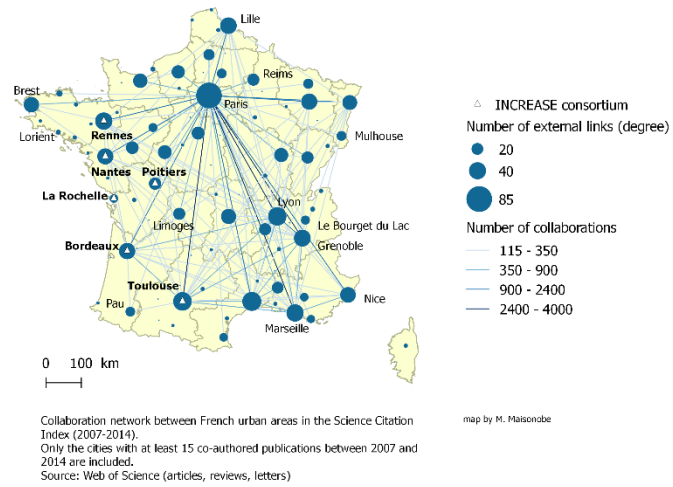 Lille
Reims
Brest
Paris
Rennes
Lorient
Mulhouse
Nantes
Poitiers
La Rochelle
Lyon
Limoges
Le Bourget du Lac
Grenoble
Bordeaux
Toulouse
Nice
Pau
Marseille
INCREASE consortium
Number of external links (degree)
20
40
85
Number of collaborations
115 - 350
350 - 900
900 - 2400
2400 - 4000
0 100 km
Collaboration network between French urban areas in the Science Citation
Index (2007-2014).
Only the cities with at least 15 co-authored publications between 2007 and
2014 are included.
Source: Web of Science (articles, reviews, letters)
map by M. Maisonobe